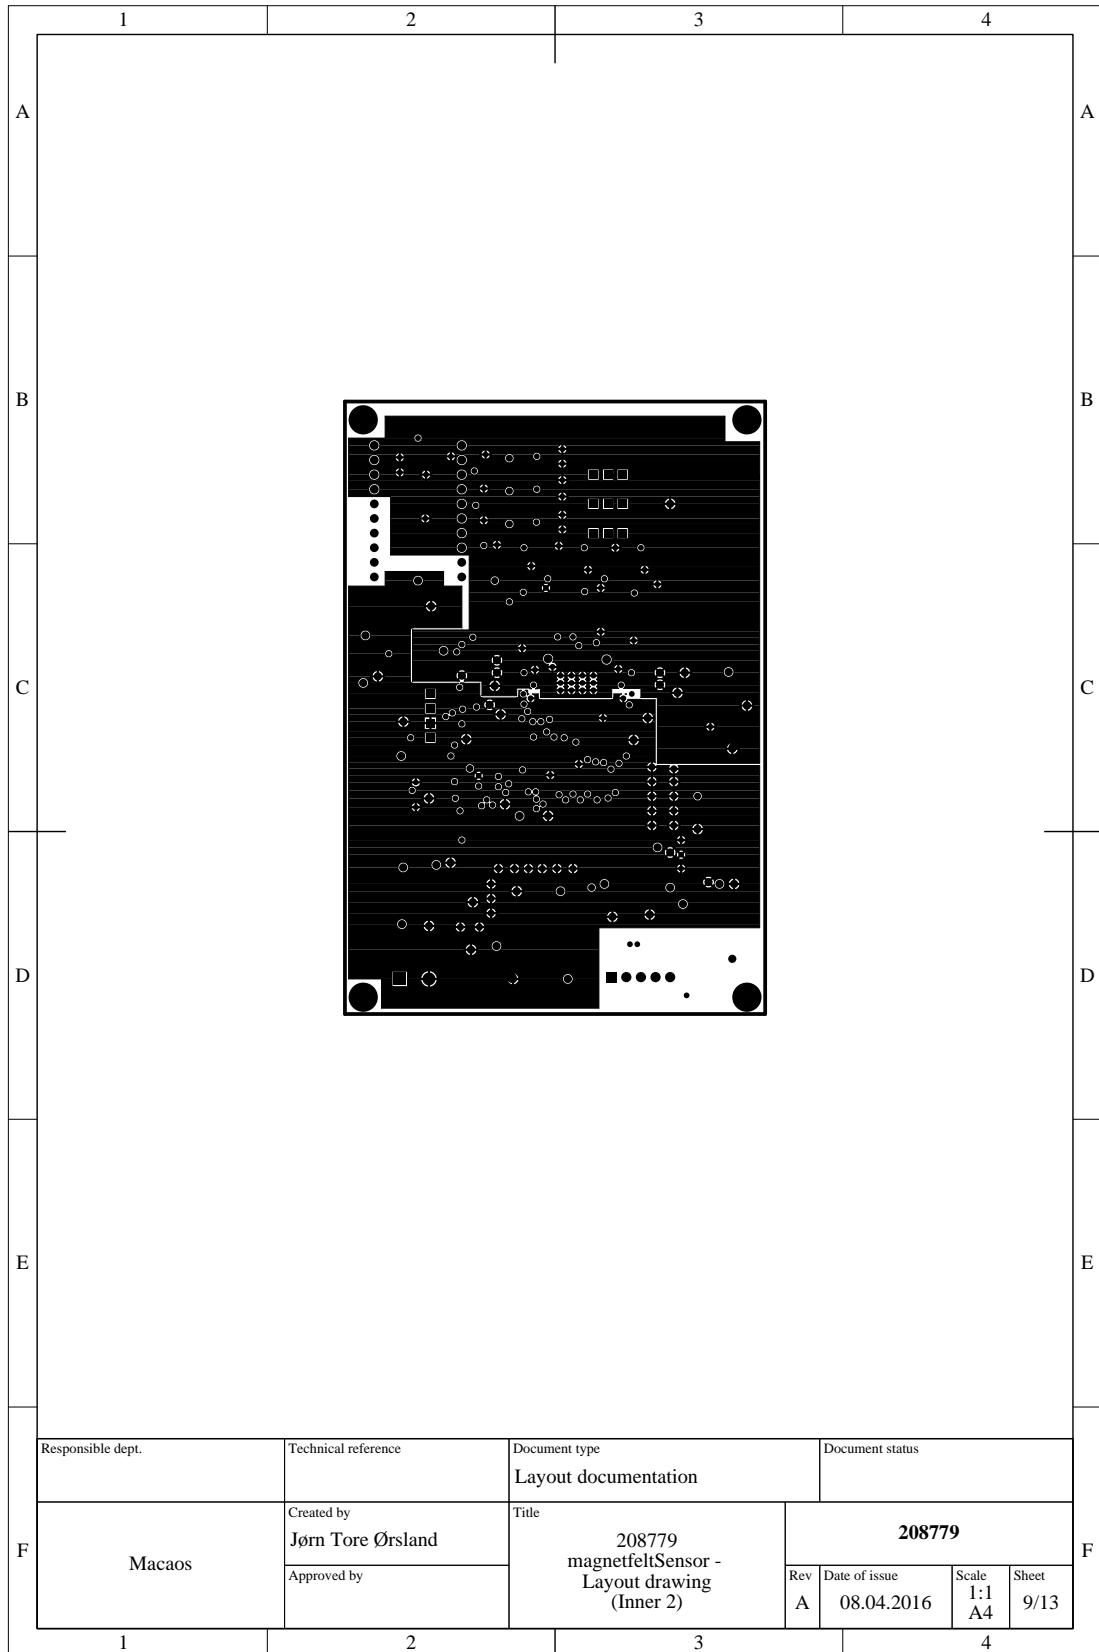 1 2 3 4
A A
B B
C C
D D
E E
F F
Responsible dept.
Technical reference
Document type
Layout documentation
Document status
Macaos
Created by
Jørn Tore Ørsland
Approved by
Title
208779
magnetfeltSensor -
Layout drawing
(Inner 2)
208779
Rev
A
Date of issue
08.04.2016
Scale
1:1
A4
Sheet
9/13
1 2 3 4